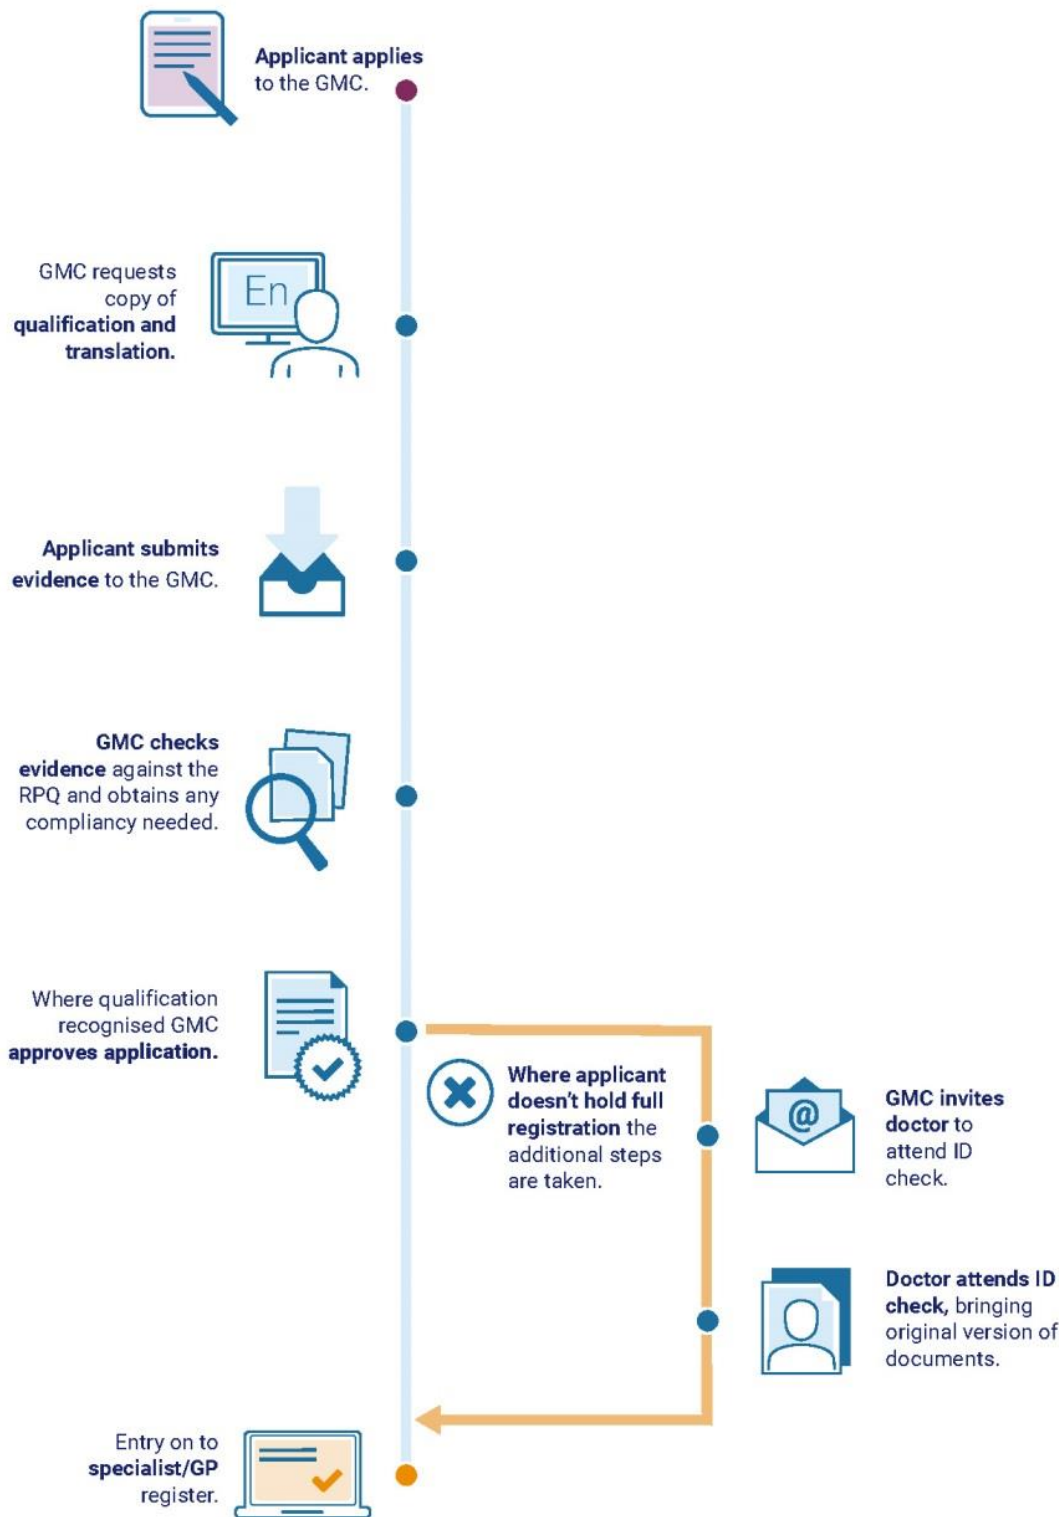 Applicant applies
to the GMC.
GMC requests
copy of
qualification and
translation.
En
Applicant submits
evidence to the GMC.
GMC checks
evidence against the
RPQ and obtains any
compliancy needed.
Where qualification
recognised GMC
approves application.
Where applicant
doesn't hold full
registration the
additional steps
are taken.
@
GMC invites
doctor to
attend ID
check.
Doctor attends ID
check, bringing
original version of
documents.
Entry on to
specialist/GP
register.